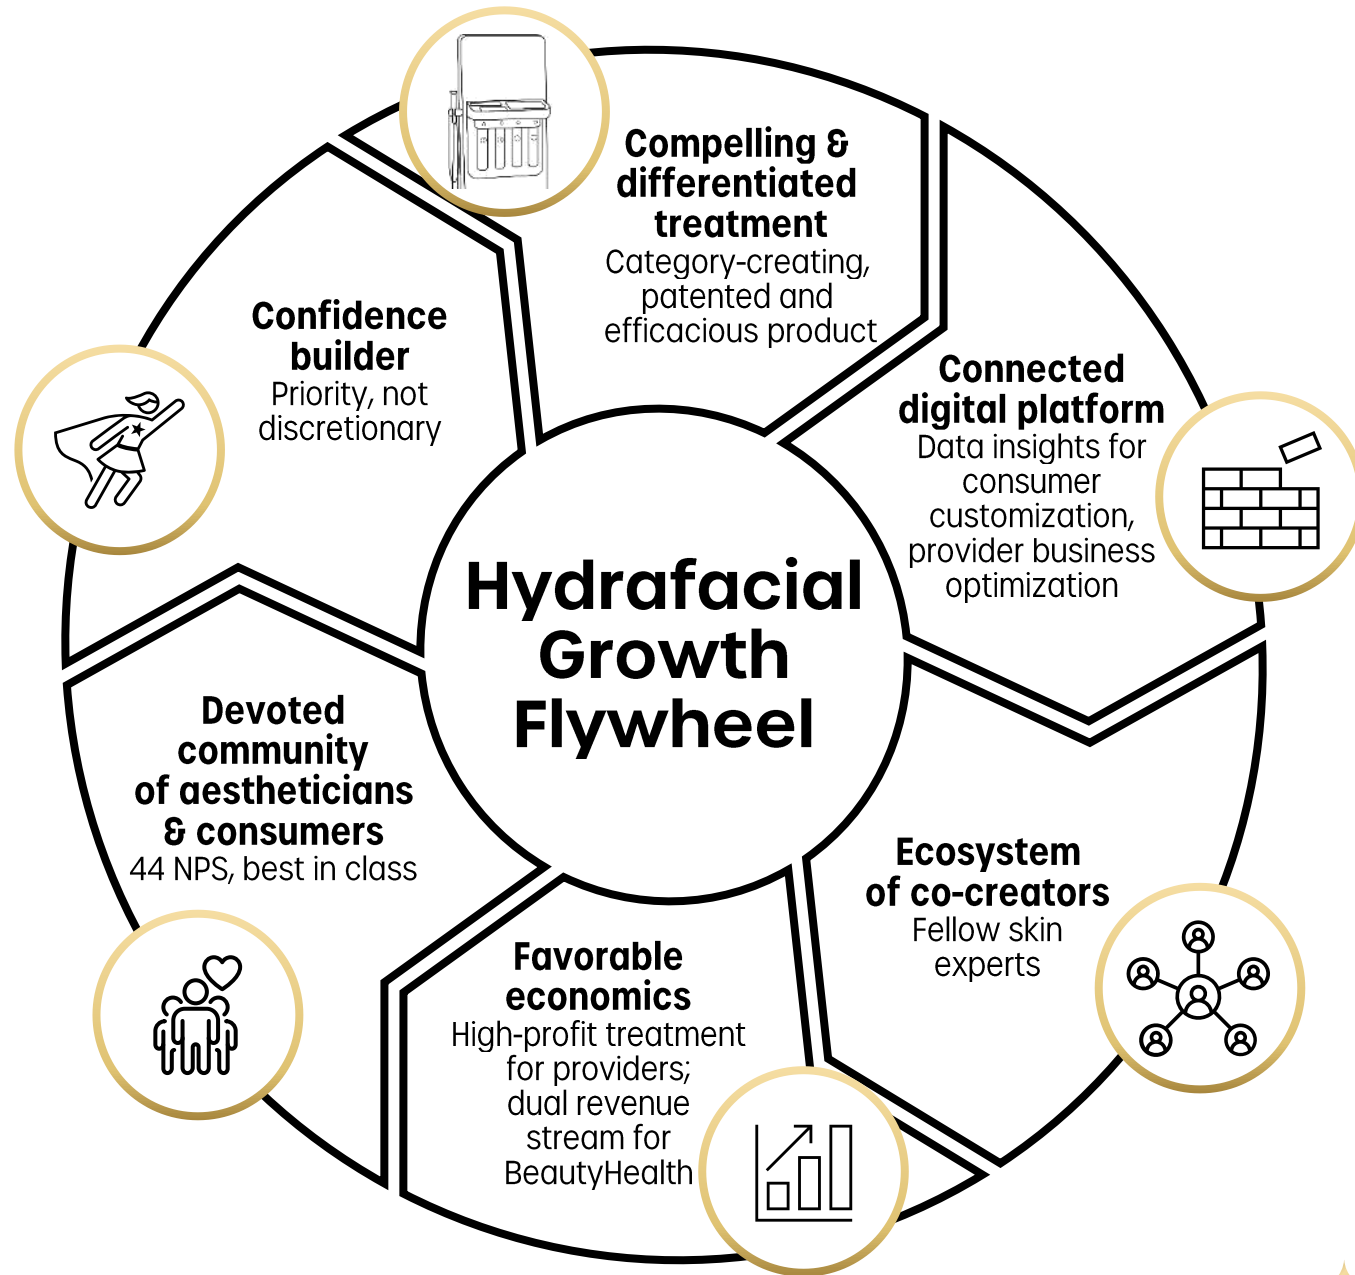 Compelling &
differentiated
treatment
Category-creating,
patented and
efficacious product
Connected
digital platform
Data insights for
consumer
customization,
provider business
optimization
Ecosystem
of co-creators
Fellow skin
experts
Favorable
economics
High-profit treatment
for providers;
dual revenue
stream for
BeautyHealth
Devoted
community
of aestheticians
& consumers
44 NPS, best in class
Confidence
builder
Priority, not
discretionary
Hydrafacial
Growth
Flywheel